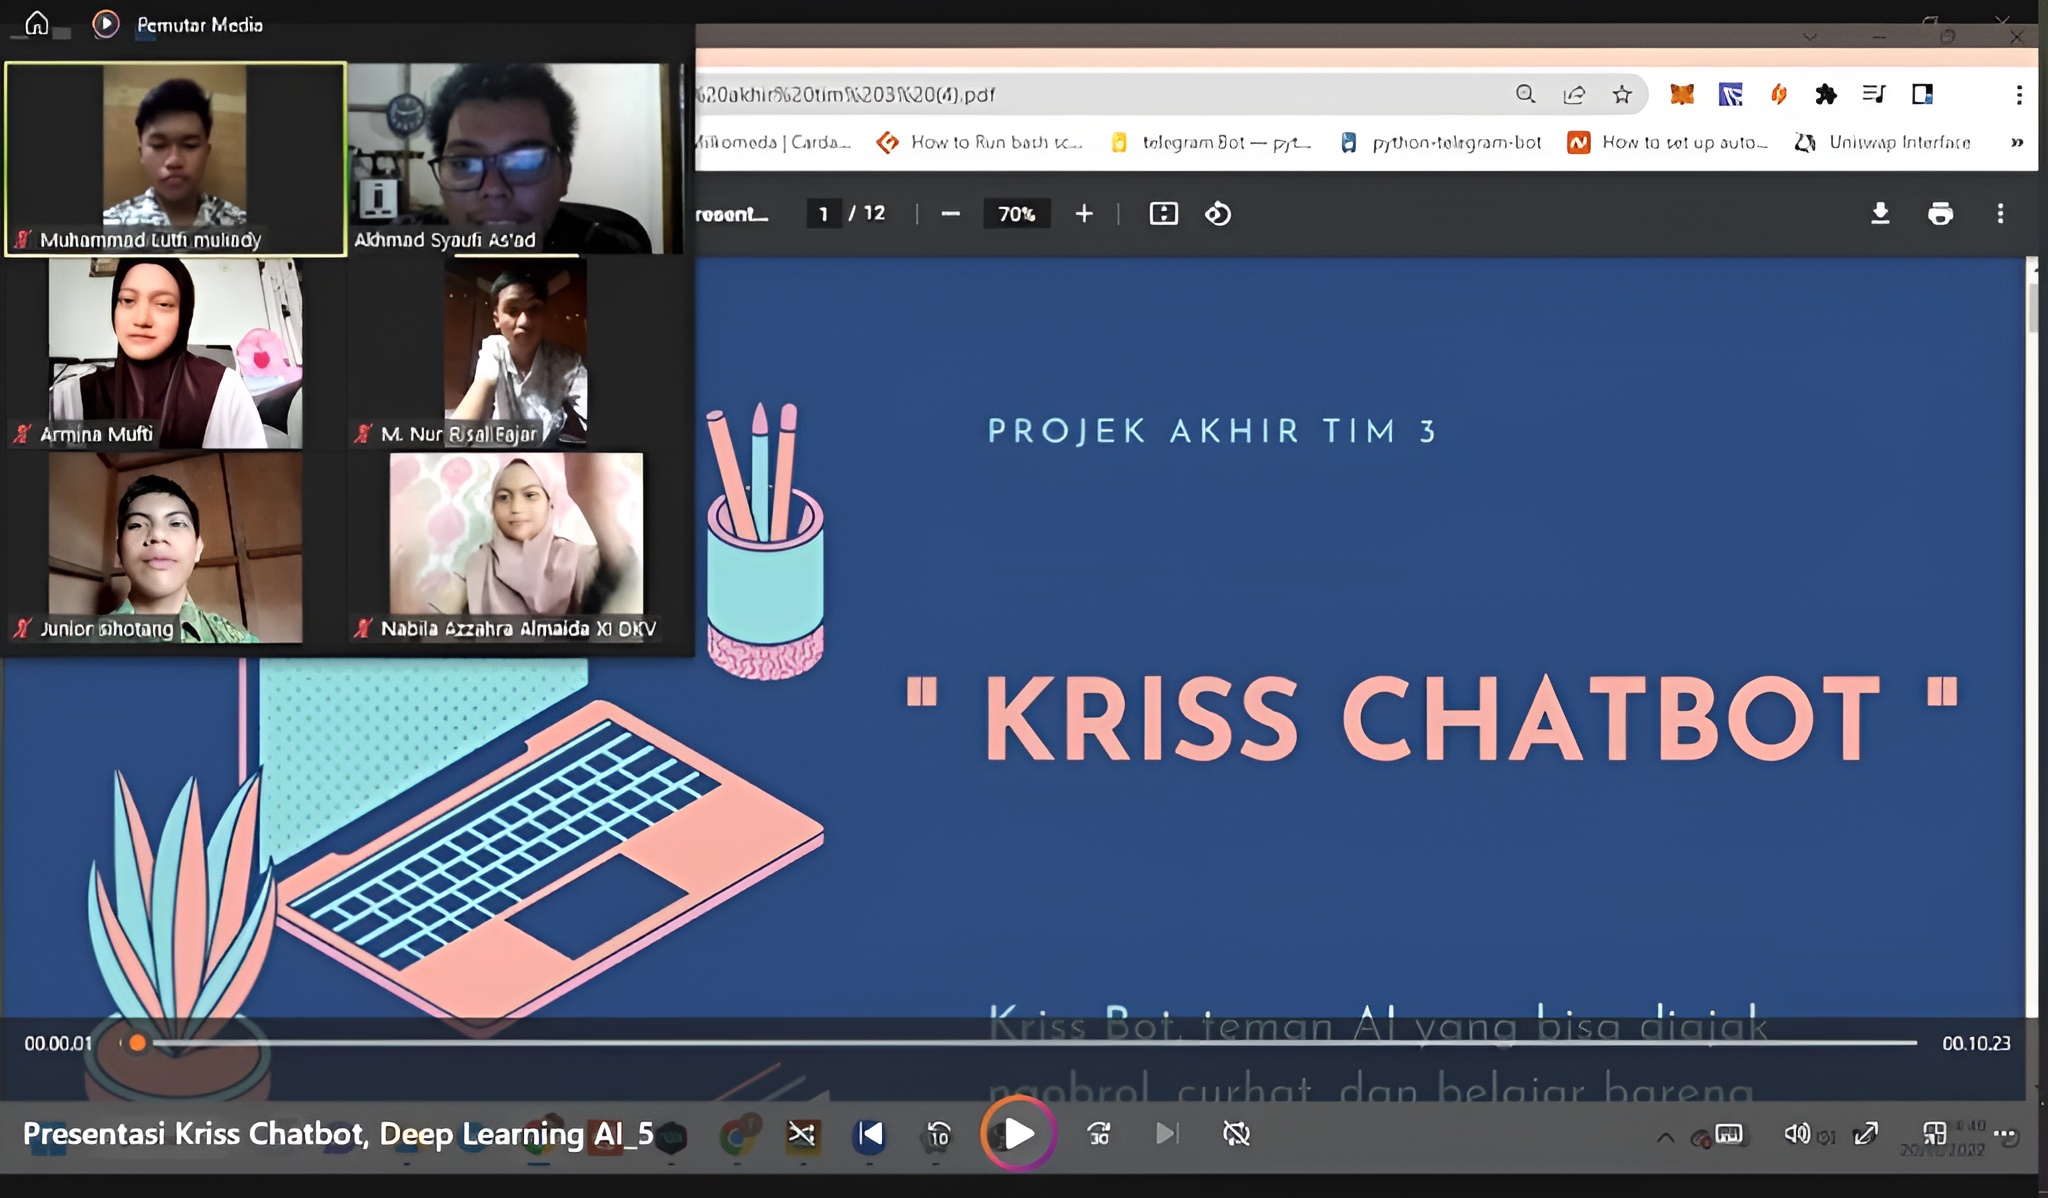 Pemutar Media
%20akhir%20tim%203%20(4).pdf
How to Run bash sc...
telegram Bot — pyt...
python-telegram-bot
How to set up auto...
Uniswap Interface
»
resent...
1 / 12
70%
Muhammad Lutfi muliady
Akhmad Syaufi As'ad
Armina Mufti
M. Nur Risal Fajar
Junior sihotang
Nabila Azzahra Almaida XI DKV
PROJEK AKHIR TIM 3
" KRISS CHATBOT "
Kriss Bot, teman AI yang bisa diajak
ngobrol, curhat, dan belajar bareng
00.00.01
00.10.23
Presentasi Kriss Chatbot, Deep Learning AI_5
10
30